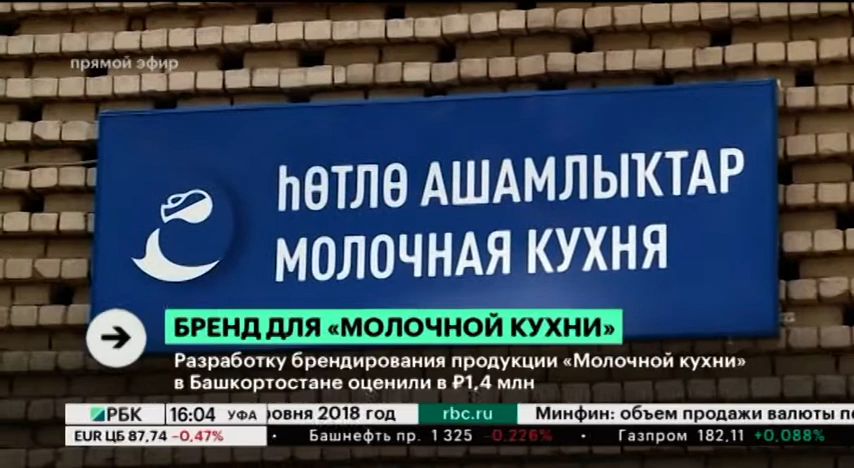 прямой эфир
һөтлө ашамлыҡтар
МОЛОЧНАЯ КУХНЯ
БРЕНД ДЛЯ «МОЛОЧНОЙ КУХНИ»
Разработку брендирования продукции «Молочной кухни»
в Башкортостане оценили в ₽1,4 млн
РБК 16:04 УФА овня 2018 год rbc.ru Минфин: объем продажи валюты по
EUR ЦБ 87,74 -0,47% • Башнефть пр. 1 325 -0,226% • Газпром 182,11 +0,088%